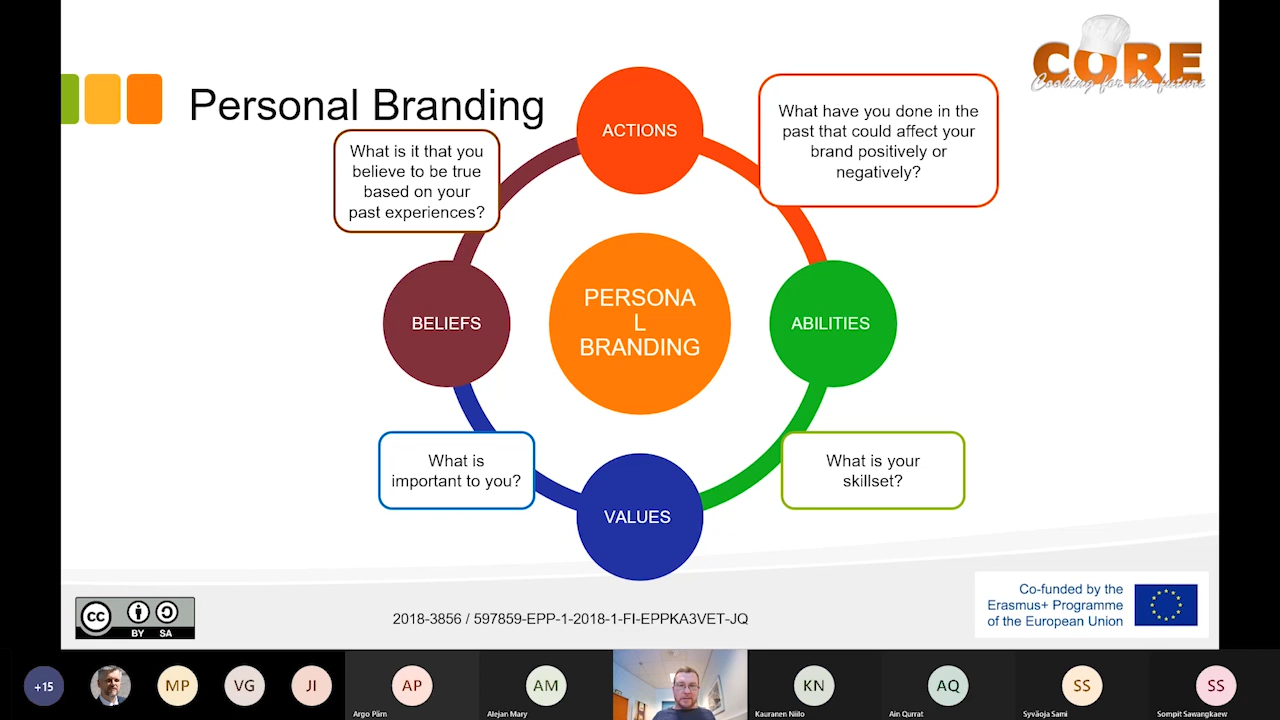 CORE
Cooking for the future
Personal Branding
ACTIONS
What have you done in the
past that could affect your
brand positively or
negatively?
What is it that you
believe to be true
based on your
past experiences?
BELIEFS
PERSONA
L
BRANDING
ABILITIES
What is
important to you?
What is your
skillset?
VALUES
cc
BY SA
2018-3856 / 597859-EPP-1-2018-1-FI-EPPKA3VET-JQ
Co-funded by the
Erasmus+ Programme
of the European Union
+15
MP
VG
JI
AP
Argo Pärn
AM
Alejan Mary
KN
Kauranen Niilo
AQ
Ain Qurrat
SS
Syväoja Sami
SS
Sompit Sawangkaew